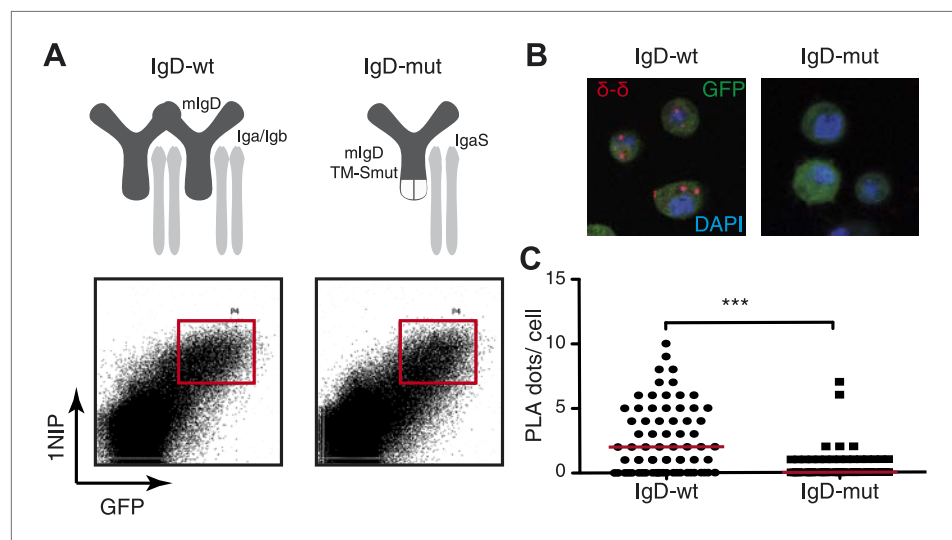 A
IgD-wt
IgD-mut
mIgD
Iga/Igb
mIgD
TM-Smut
IgaS
P4
P4
1NIP
GFP
B
IgD-wt
IgD-mut
δ-δ
GFP
DAPI
C
PLA dots/ cell
15
10
5
0
***
IgD-wt
IgD-mut